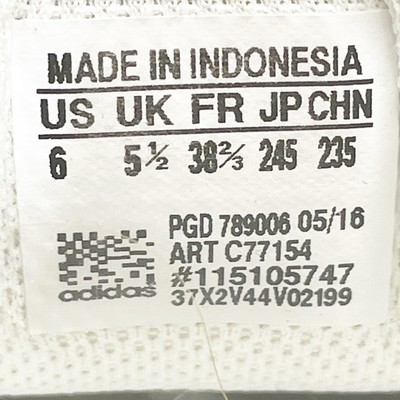 MADE IN INDONESIA
US UK FR JP CHN
6 5½ 38⅔ 245 235
PGD 789006 05/16
ART C77154
#115105747
37X2V44V02199
adidas